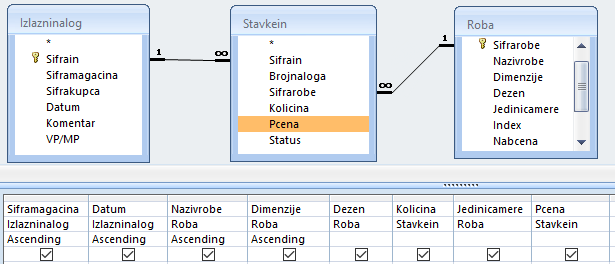 Izlazninalog
*
Sifrain
Siframagacina
Sifrakupca
Datum
Komentar
VP/MP
1
∞
Stavkein
*
Sifrain
Brojnaloga
Sifrarobe
Kolicina
Pcena
Status
∞
1
Roba
Sifrarobe
Nazivrobe
Dimenzije
Dezen
Jedinicamere
Index
Nabcena
Siframagacina Datum Nazivrobe Dimenzije Dezen Kolicina Jedinicamere Pcena
Izlazninalog Izlazninalog Roba Roba Roba Stavkein Roba Stavkein
Ascending Ascending Ascending Ascending